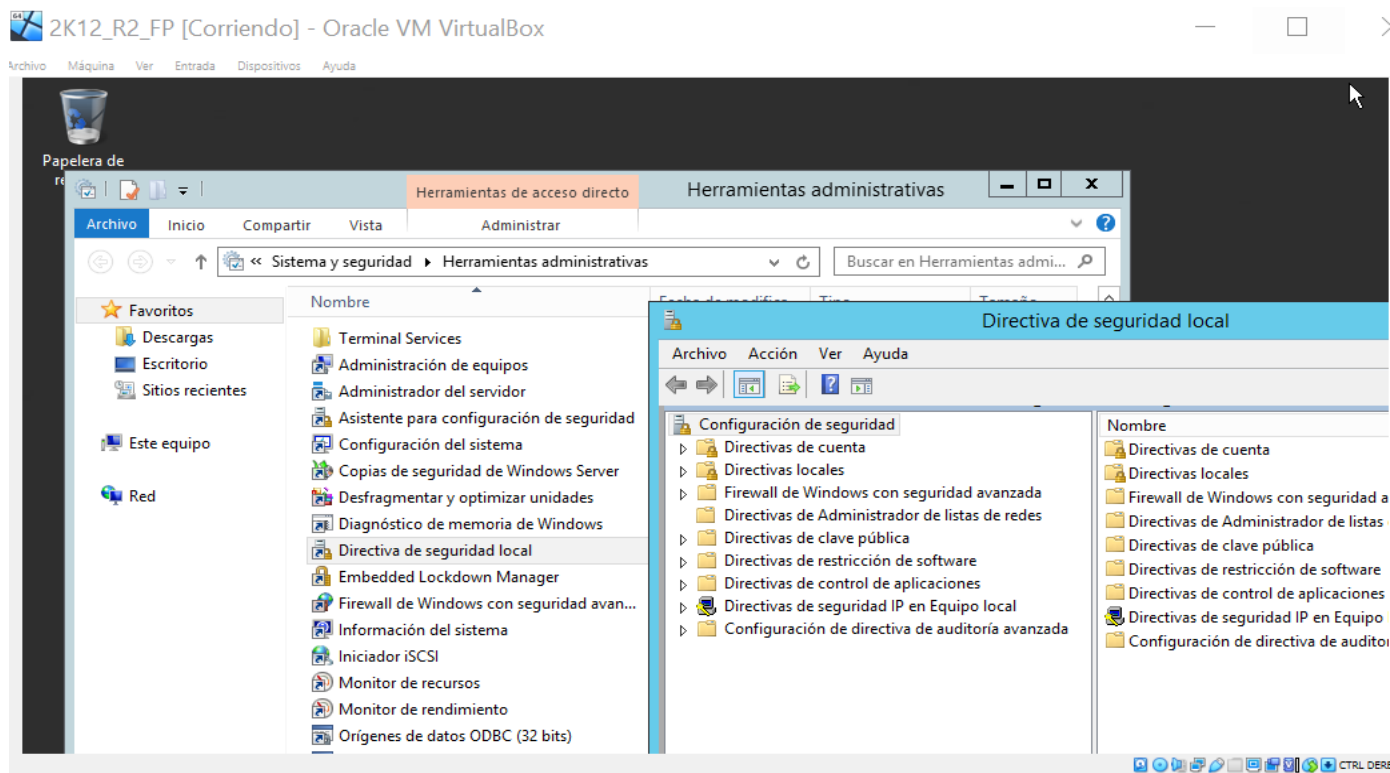 2K12_R2_FP [Corriendo] - Oracle VM VirtualBox
Archivo Máquina Ver Entrada Dispositivos Ayuda
Papelera de
re
Herramientas de acceso directo
Herramientas administrativas
Archivo Inicio Compartir Vista Administrar
« Sistema y seguridad Herramientas administrativas
Buscar en Herramientas admi...
Favoritos
Descargas
Escritorio
Sitios recientes
Este equipo
Red
Nombre
Terminal Services
Administración de equipos
Administrador del servidor
Asistente para configuración de seguridad
Configuración del sistema
Copias de seguridad de Windows Server
Desfragmentar y optimizar unidades
Diagnóstico de memoria de Windows
Directiva de seguridad local
Embedded Lockdown Manager
Firewall de Windows con seguridad avan...
Información del sistema
Iniciador iSCSI
Monitor de recursos
Monitor de rendimiento
Orígenes de datos ODBC (32 bits)
Directiva de seguridad local
Archivo Acción Ver Ayuda
Configuración de seguridad
Directivas de cuenta
Directivas locales
Firewall de Windows con seguridad avanzada
Directivas de Administrador de listas de redes
Directivas de clave pública
Directivas de restricción de software
Directivas de control de aplicaciones
Directivas de seguridad IP en Equipo local
Configuración de directiva de auditoría avanzada
Nombre
Directivas de cuenta
Directivas locales
Firewall de Windows con seguridad a
Directivas de Administrador de listas
Directivas de clave pública
Directivas de restricción de software
Directivas de control de aplicaciones
Directivas de seguridad IP en Equipo
Configuración de directiva de auditor
CTRL DERE